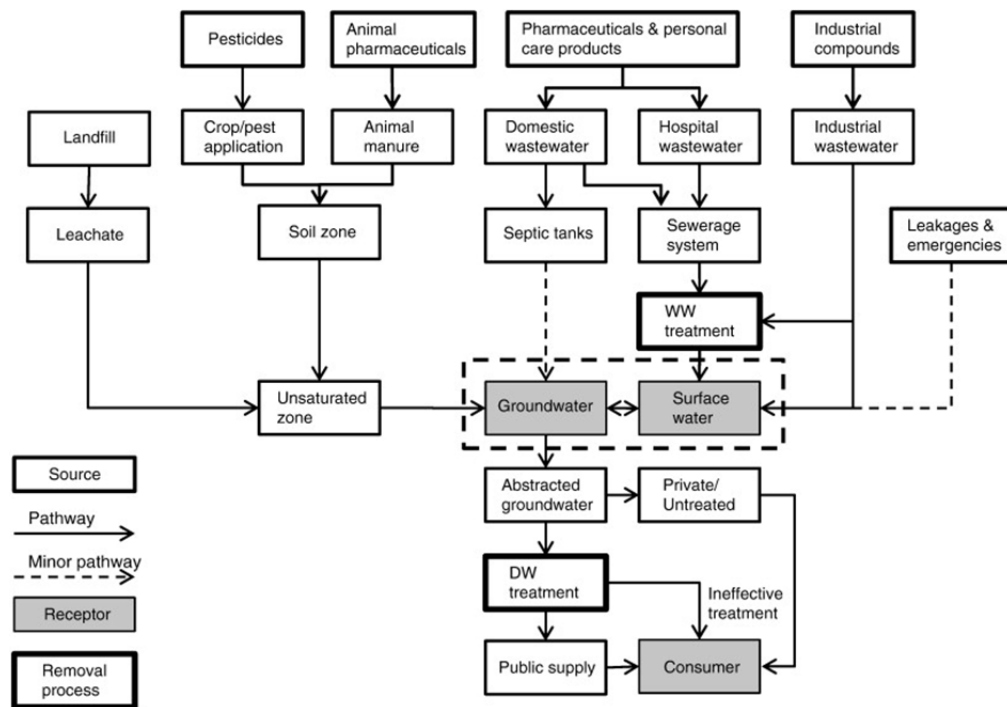 Pesticides
Animal
pharmaceuticals
Pharmaceuticals & personal
care products
Industrial
compounds
Landfill
Crop/pest
application
Animal
manure
Domestic
wastewater
Hospital
wastewater
Industrial
wastewater
Leachate
Soil zone
Septic tanks
Sewerage
system
Leakages &
emergencies
WW
treatment
Unsaturated
zone
Groundwater
Surface
water
Source
Pathway
Minor pathway
Receptor
Removal
process
Abstracted
groundwater
Private/
Untreated
DW
treatment
Ineffective
treatment
Public supply
Consumer